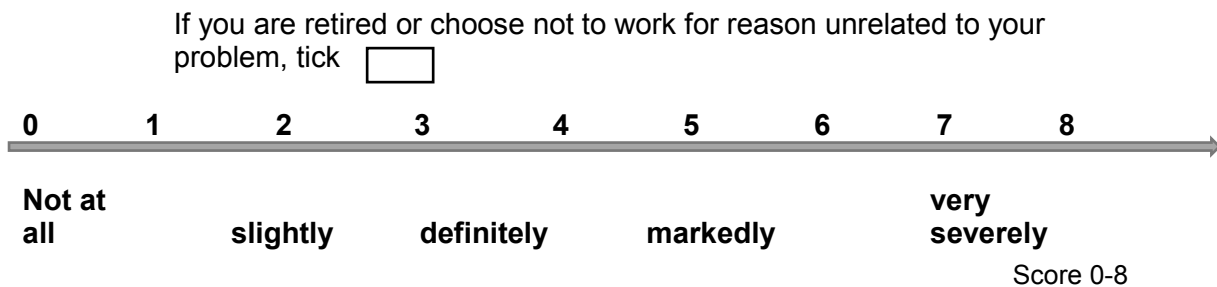 If you are retired or choose not to work for reason unrelated to your
problem, tick
0 1 2 3 4 5 6 7 8
Not at very
all slightly definitely markedly severely
Score 0-8